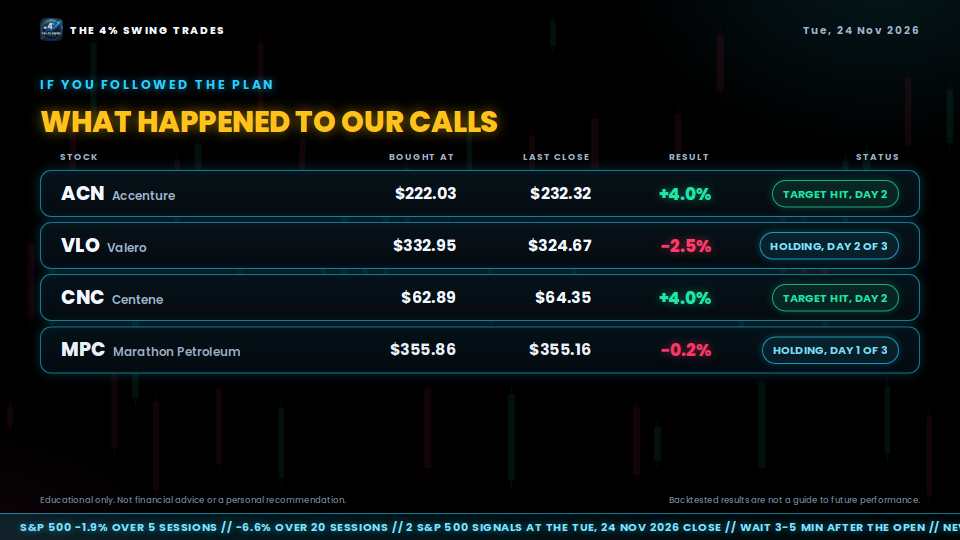 THE 4% SWING TRADES
Tue, 24 Nov 2026
IF YOU FOLLOWED THE PLAN
WHAT HAPPENED TO OUR CALLS
STOCK BOUGHT AT LAST CLOSE RESULT STATUS
ACN Accenture $222.03 $232.32 +4.0% TARGET HIT, DAY 2
VLO Valero $332.95 $324.67 -2.5% HOLDING, DAY 2 OF 3
CNC Centene $62.89 $64.35 +4.0% TARGET HIT, DAY 2
MPC Marathon Petroleum $355.86 $355.16 -0.2% HOLDING, DAY 1 OF 3
Educational only. Not financial advice or a personal recommendation.
Backtested results are not a guide to future performance.
S&P 500 -1.9% OVER 5 SESSIONS // -6.6% OVER 20 SESSIONS // 2 S&P 500 SIGNALS AT THE TUE, 24 NOV 2026 CLOSE // WAIT 3-5 MIN AFTER THE OPEN //